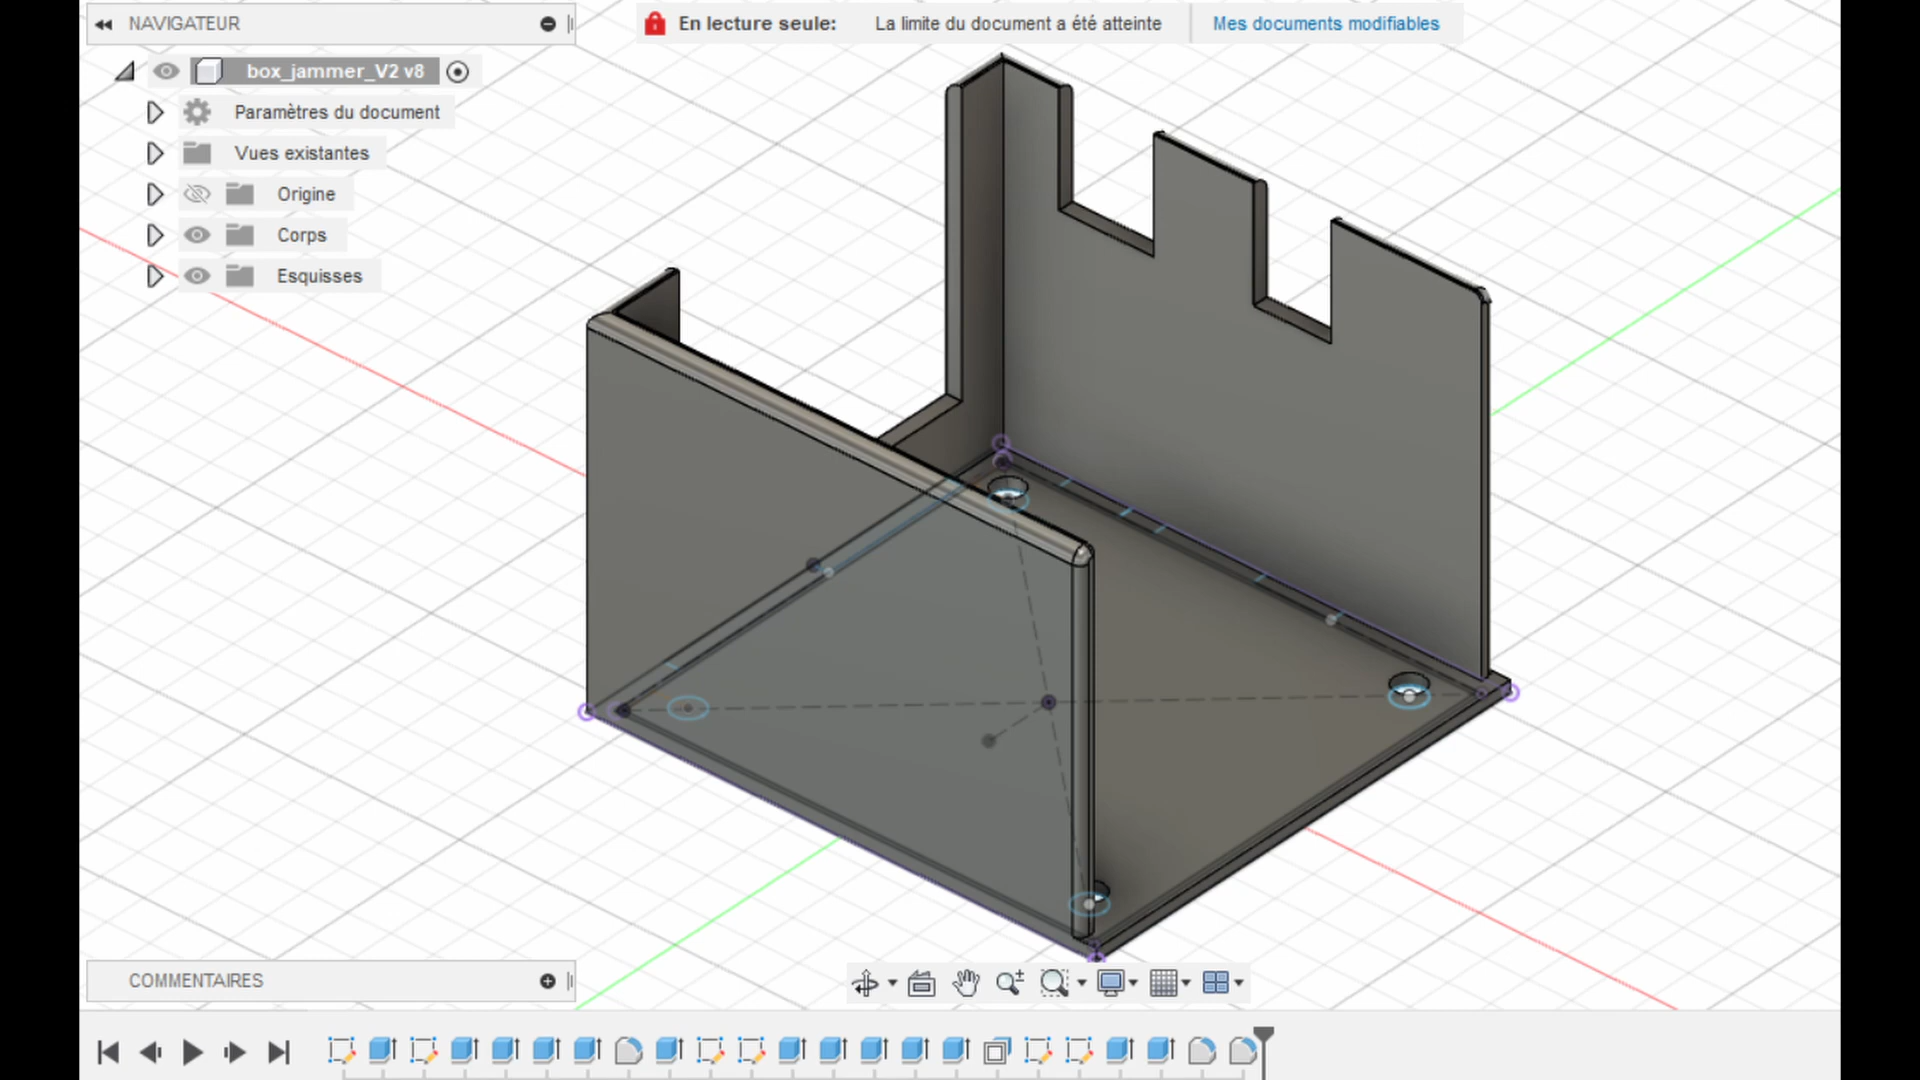 NAVIGATEUR
En lecture seule: La limite du document a été atteinte Mes documents modifiables
box_jammer_V2 v8
Paramètres du document
Vues existantes
Origine
Corps
Esquisses
COMMENTAIRES